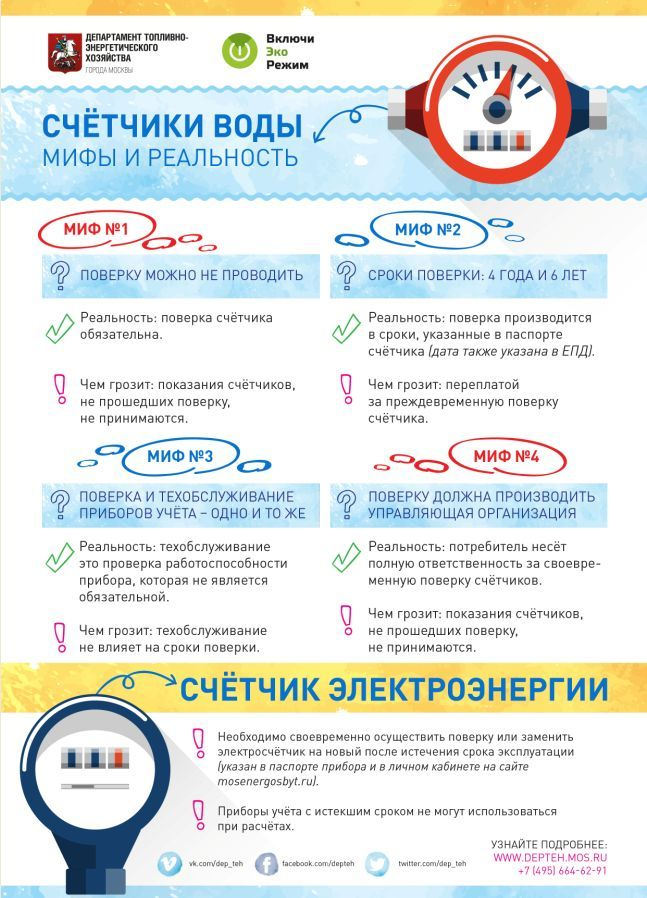 ДЕПАРТАМЕНТ ТОПЛИВНО-
ЭНЕРГЕТИЧЕСКОГО
ХОЗЯЙСТВА
ГОРОДА МОСКВЫ
Включи
Эко
Режим
СЧЁТЧИКИ ВОДЫ
МИФЫ И РЕАЛЬНОСТЬ
МИФ №1
? ПОВЕРКУ МОЖНО НЕ ПРОВОДИТЬ
Реальность: поверка счётчика
обязательна.
! Чем грозит: показания счётчиков,
не прошедших поверку,
не принимаются.
МИФ №2
? СРОКИ ПОВЕРКИ: 4 ГОДА И 6 ЛЕТ
Реальность: поверка производится
в сроки, указанные в паспорте
счётчика (дата также указана в ЕПД).
! Чем грозит: переплатой
за преждевременную поверку
счётчика.
МИФ №3
? ПОВЕРКА И ТЕХОБСЛУЖИВАНИЕ
ПРИБОРОВ УЧЁТА – ОДНО И ТО ЖЕ
Реальность: техобслуживание
это проверка работоспособности
прибора, которая не является
обязательной.
! Чем грозит: техобслуживание
не влияет на сроки поверки.
МИФ №4
? ПОВЕРКУ ДОЛЖНА ПРОИЗВОДИТЬ
УПРАВЛЯЮЩАЯ ОРГАНИЗАЦИЯ
Реальность: потребитель несёт
полную ответственность за своевре-
менную поверку счётчиков.
! Чем грозит: показания счётчиков,
не прошедших поверку,
не принимаются.
СЧЁТЧИК ЭЛЕКТРОЭНЕРГИИ
! Необходимо своевременно осуществить поверку или заменить
электросчётчик на новый после истечения срока эксплуатации
(указан в паспорте прибора и в личном кабинете на сайте
mosenergosbyt.ru).
! Приборы учёта с истекшим сроком не могут использоваться
при расчётах.
vk.com/dep_teh
facebook.com/depteh
twitter.com/dep_teh
УЗНАЙТЕ ПОДРОБНЕЕ:
WWW.DEPTEH.MOS.RU
+7 (495) 664-62-91